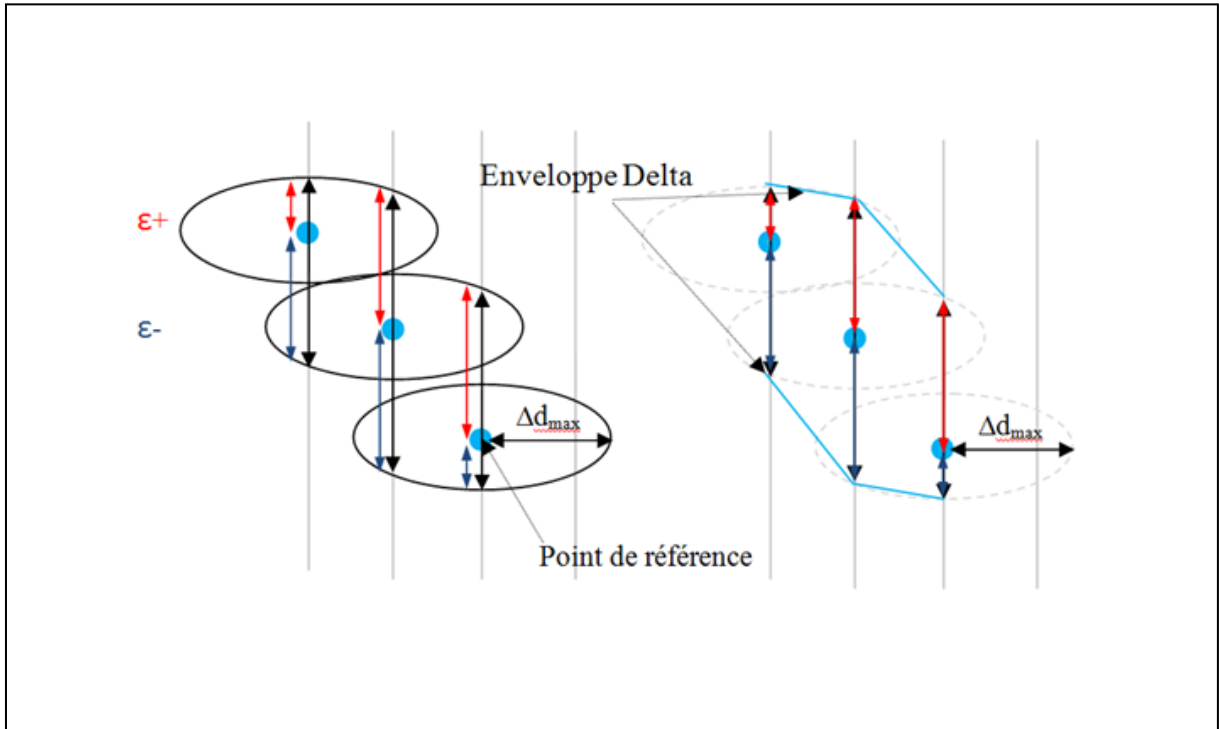 Enveloppe Delta
ε+
ε-
Δdmax
Δdmax
Point de référence